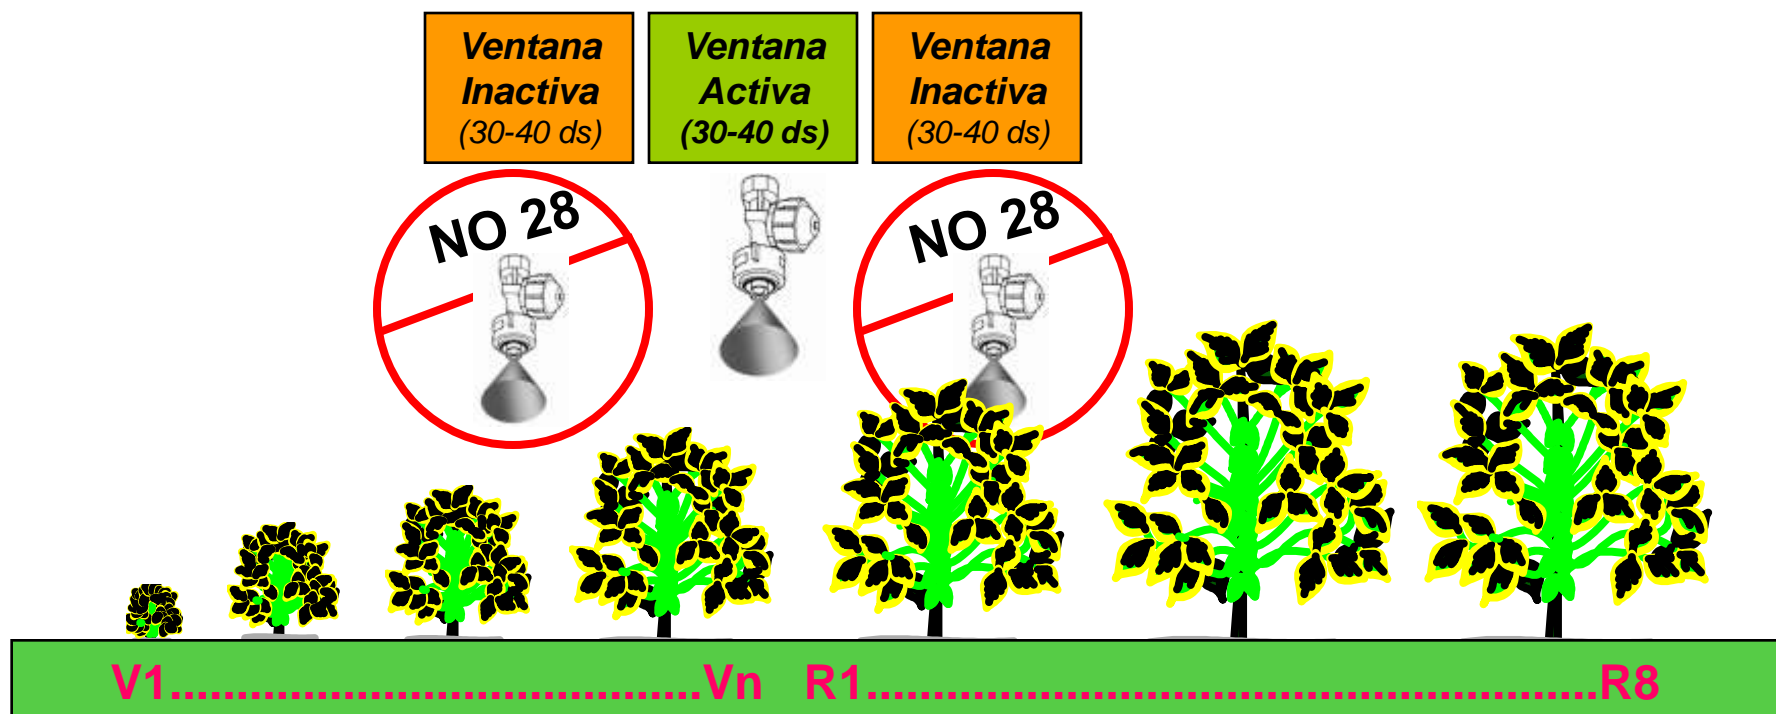 Ventana
Inactiva
(30-40 ds)
Ventana
Activa
(30-40 ds)
Ventana
Inactiva
(30-40 ds)
NO 28
NO 28
V1................................Vn R1............................................R8